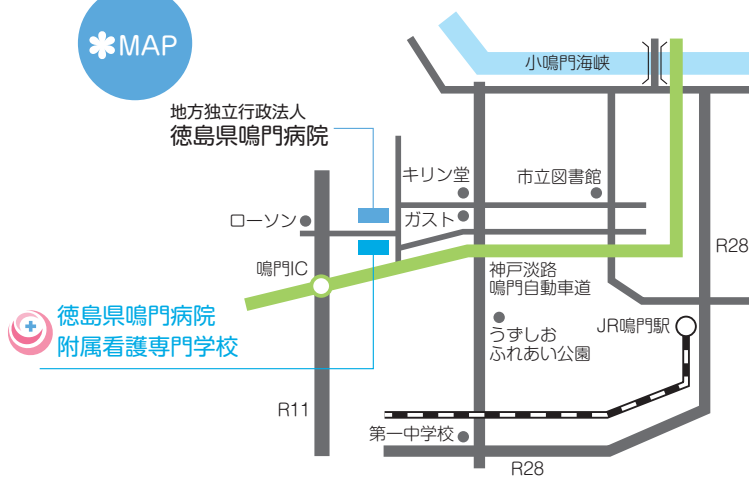 MAP
小鳴門海峡
地方独立行政法人
徳島県鳴門病院
キリン堂
市立図書館
ローソン
ガスト
R28
鳴門IC
神戸淡路
鳴門自動車道
徳島県鳴門病院
附属看護専門学校
うずしお
ふれあい公園
JR鳴門駅
R11
第一中学校
R28